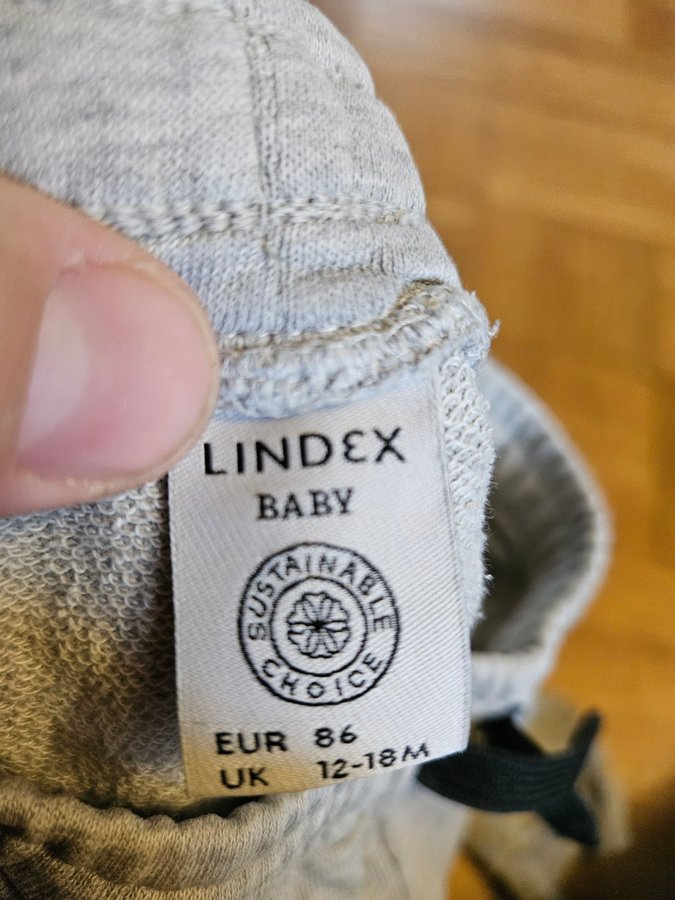 LINDEX
BABY
SUSTAINABLE
CHOICE
EUR 86
UK 12-18M